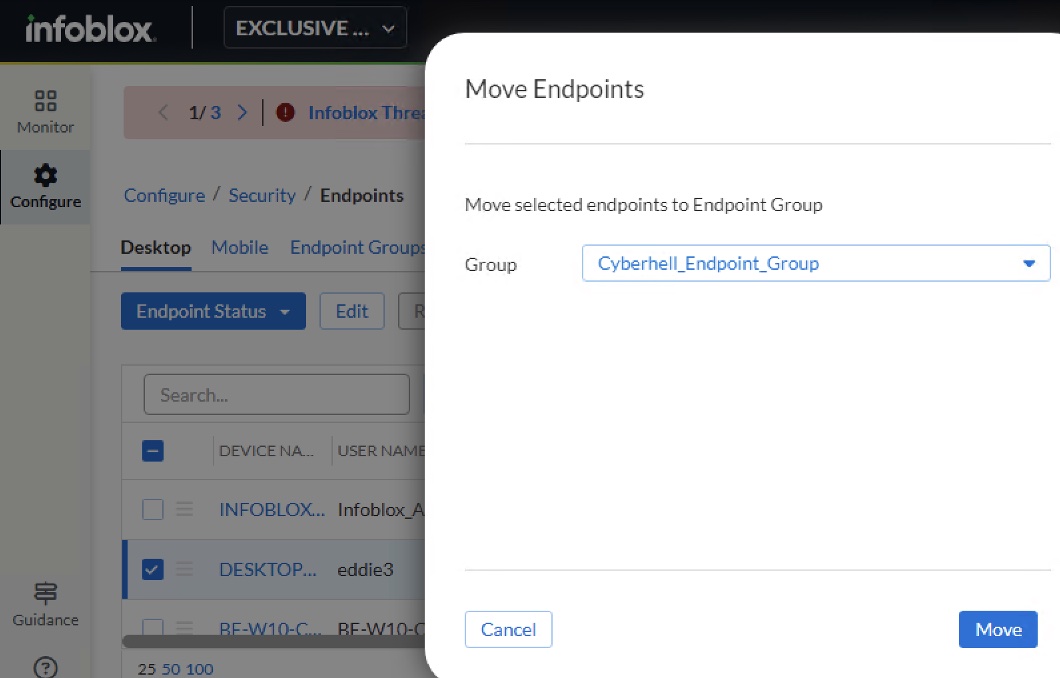 infoblox.
EXCLUSIVE ...
Monitor
Configure
Guidance
1/ 3
Infoblox
Configure / Security / Endpoints
Desktop Mobile Endpoint Groups
Endpoint Status
Edit
Search...
DEVICE NA... USER NAME
INFOBLOX... Infoblox_A
DESKTOP... eddie3
BE-W10-C... BE-W10-C
25 50 100
Move Endpoints
Move selected endpoints to Endpoint Group
Group
Cyberhell_Endpoint_Group
Cancel
Move